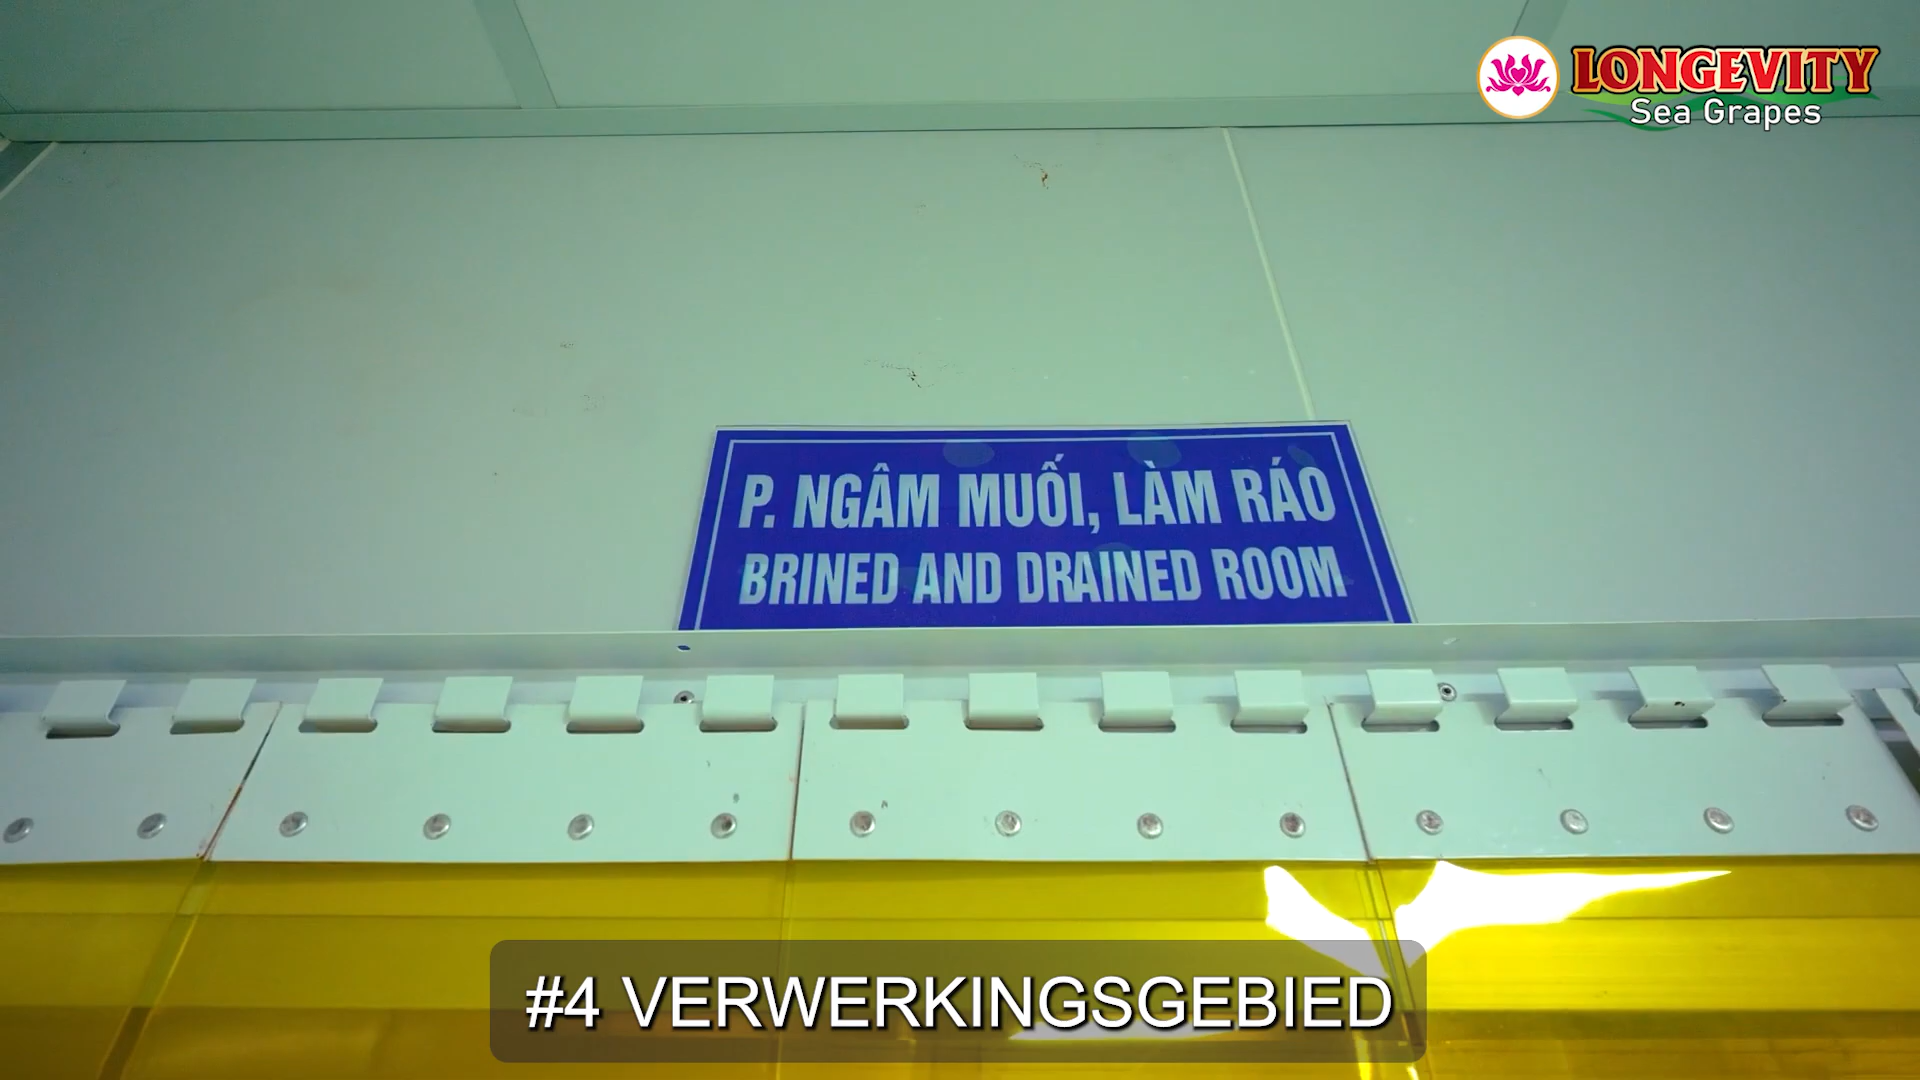 LONGEVITY
Sea Grapes
P. NGÂM MUỐI, LÀM RÁO
BRINED AND DRAINED ROOM
#4 VERWERKINGSGEBIED